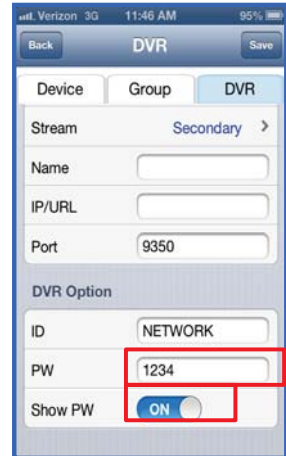 Verizon 3G 11:46 AM 95%
Back DVR Save
Device Group DVR
Stream Secondary >
Name
IP/URL
Port 9350
DVR Option
ID NETWORK
PW 1234
Show PW ON